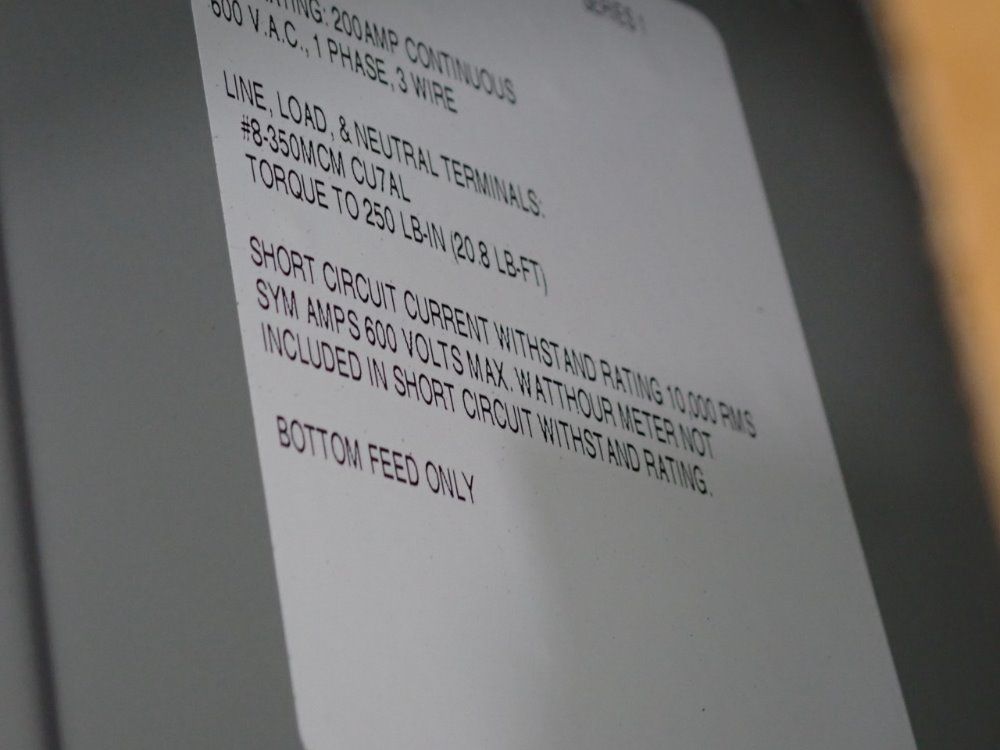 SERIES 1
RATING: 200AMP CONTINUOUS
600 V.A.C., 1 PHASE, 3 WIRE
LINE, LOAD, & NEUTRAL TERMINALS:
#8-350MCM CU7AL
TORQUE TO 250 LB-IN (20.8 LB-FT)
SHORT CIRCUIT CURRENT WITHSTAND RATING 10,000 RMS
SYM AMPS 600 VOLTS MAX. WATTHOUR METER NOT
INCLUDED IN SHORT CIRCUIT WITHSTAND RATING.
BOTTOM FEED ONLY